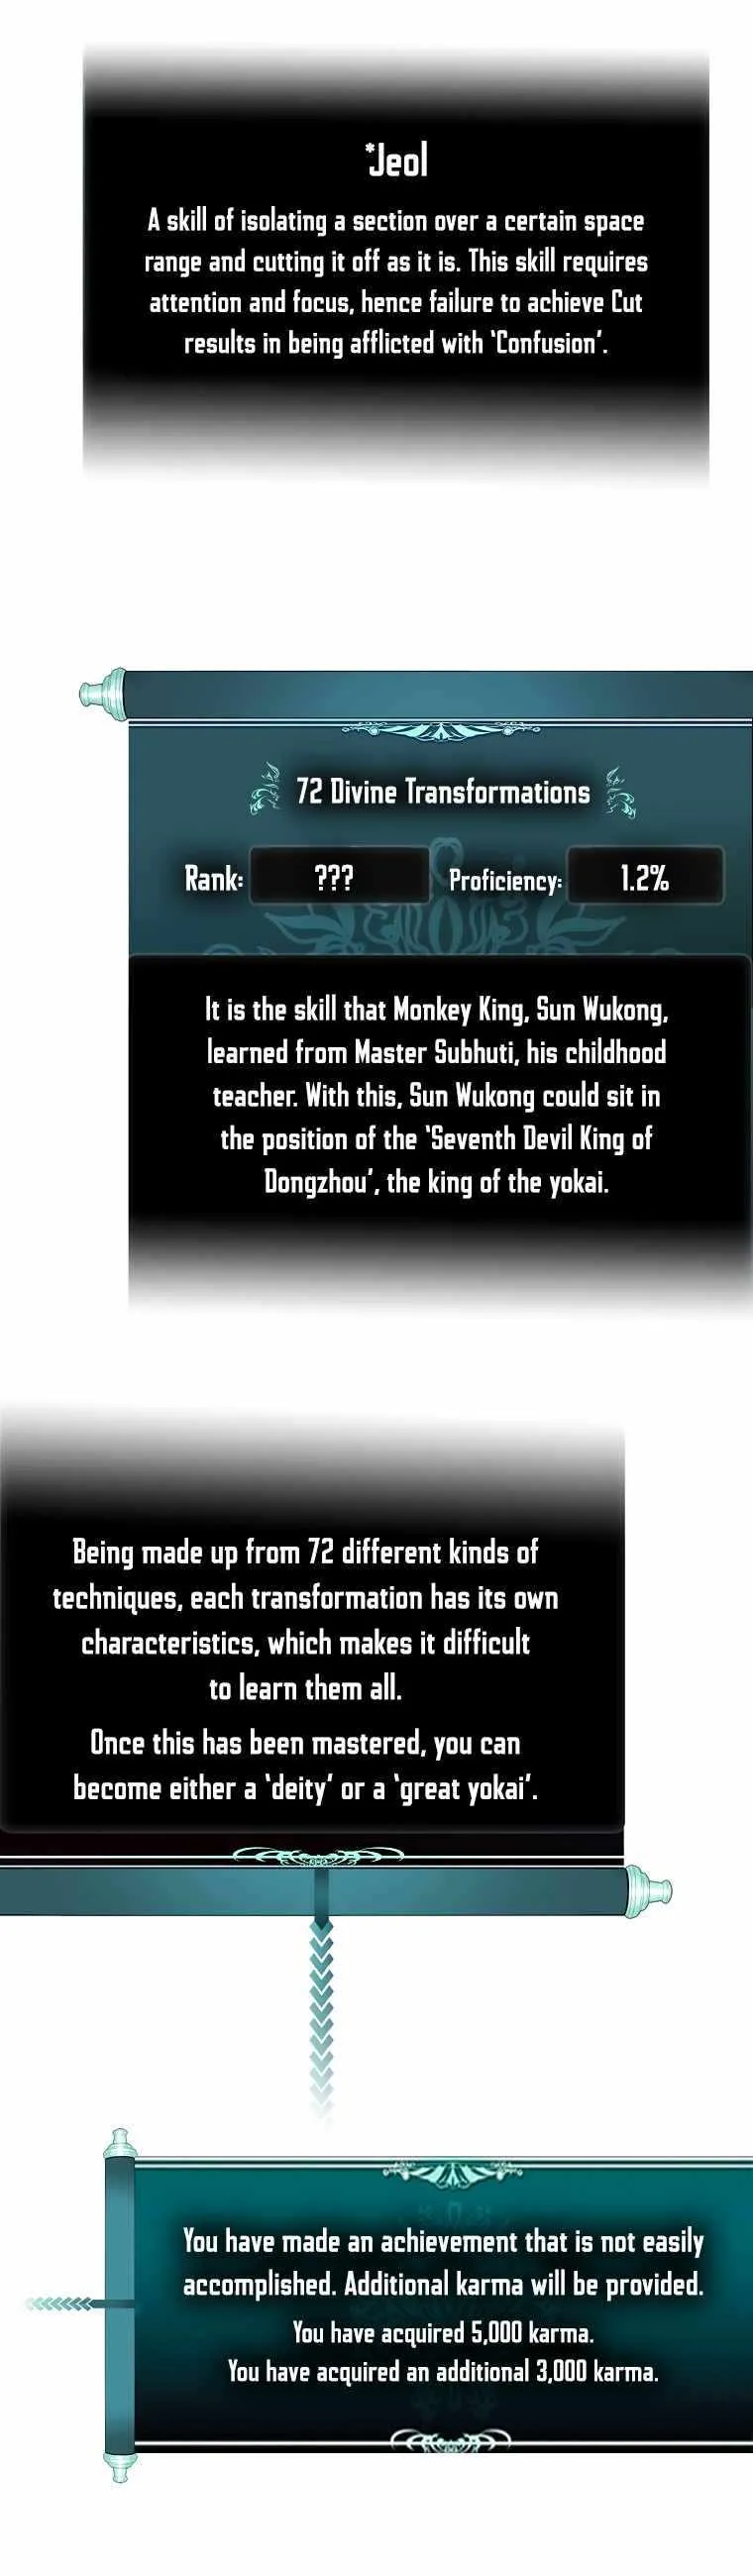 *Jeol
A skill of isolating a section over a certain space
range and cutting it off as it is. This skill requires
attention and focus, hence failure to achieve Cut
results in being afflicted with ‘Confusion’.
72 Divine Transformations
Rank: ??? Proficiency: 1.2%
It is the skill that Monkey King, Sun Wukong,
learned from Master Subhuti, his childhood
teacher. With this, Sun Wukong could sit in
the position of the ‘Seventh Devil King of
Dongzhou’, the king of the yokai.
Being made up from 72 different kinds of
techniques, each transformation has its own
characteristics, which makes it difficult
to learn them all.
Once this has been mastered, you can
become either a ‘deity’ or a ‘great yokai’.
You have made an achievement that is not easily
accomplished. Additional karma will be provided.
You have acquired 5,000 karma.
You have acquired an additional 3,000 karma.